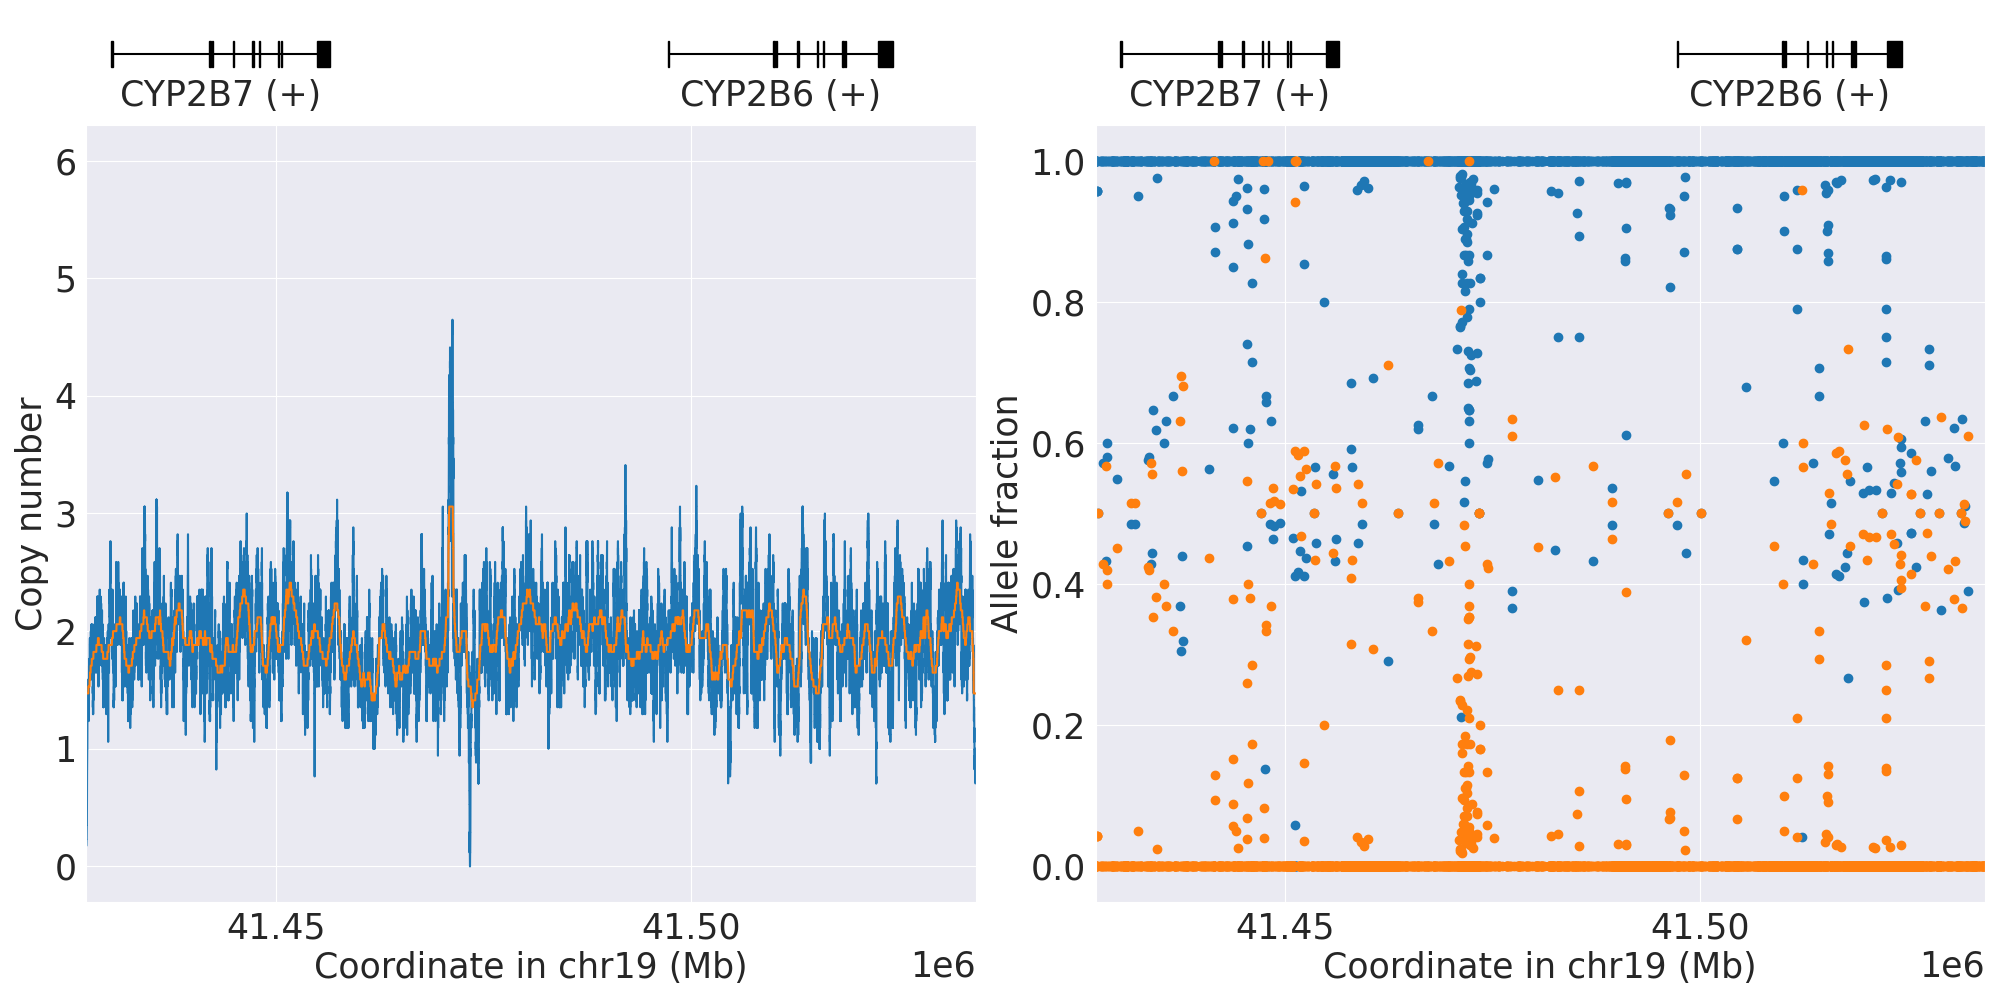 CYP2B7 (+)
CYP2B6 (+)
6
5
4
3
2
1
0
Copy number
41.45
41.50
Coordinate in chr19 (Mb)
1e6
CYP2B7 (+)
CYP2B6 (+)
1.0
0.8
0.6
0.4
0.2
0.0
Allele fraction
41.45
41.50
Coordinate in chr19 (Mb)
1e6